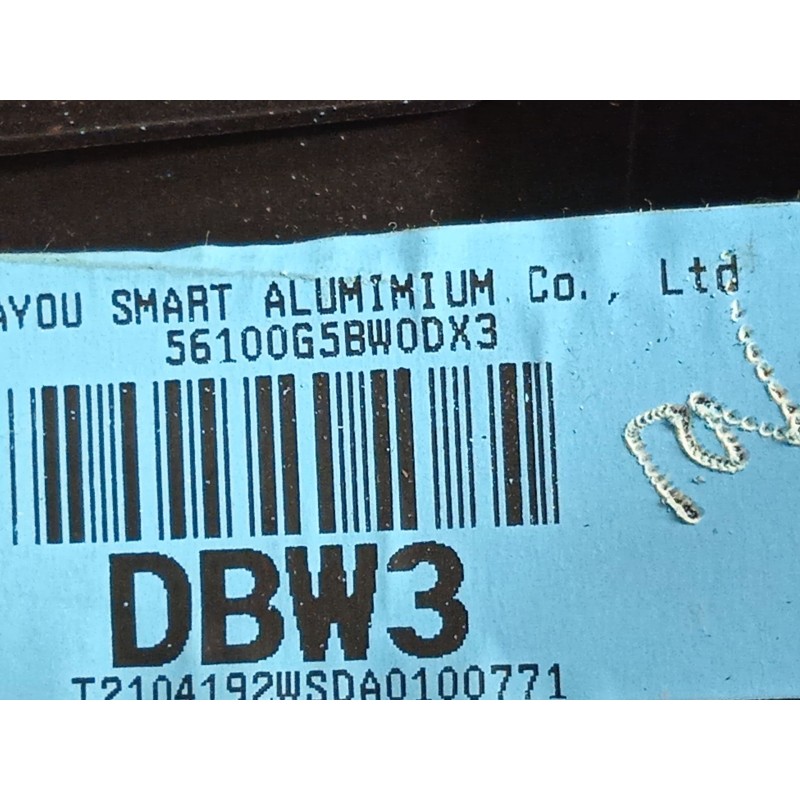 AYOU SMART ALUMIMIUM Co., Ltd
56100G5BW0DX3
DBW3
T2104192WSDA0100771